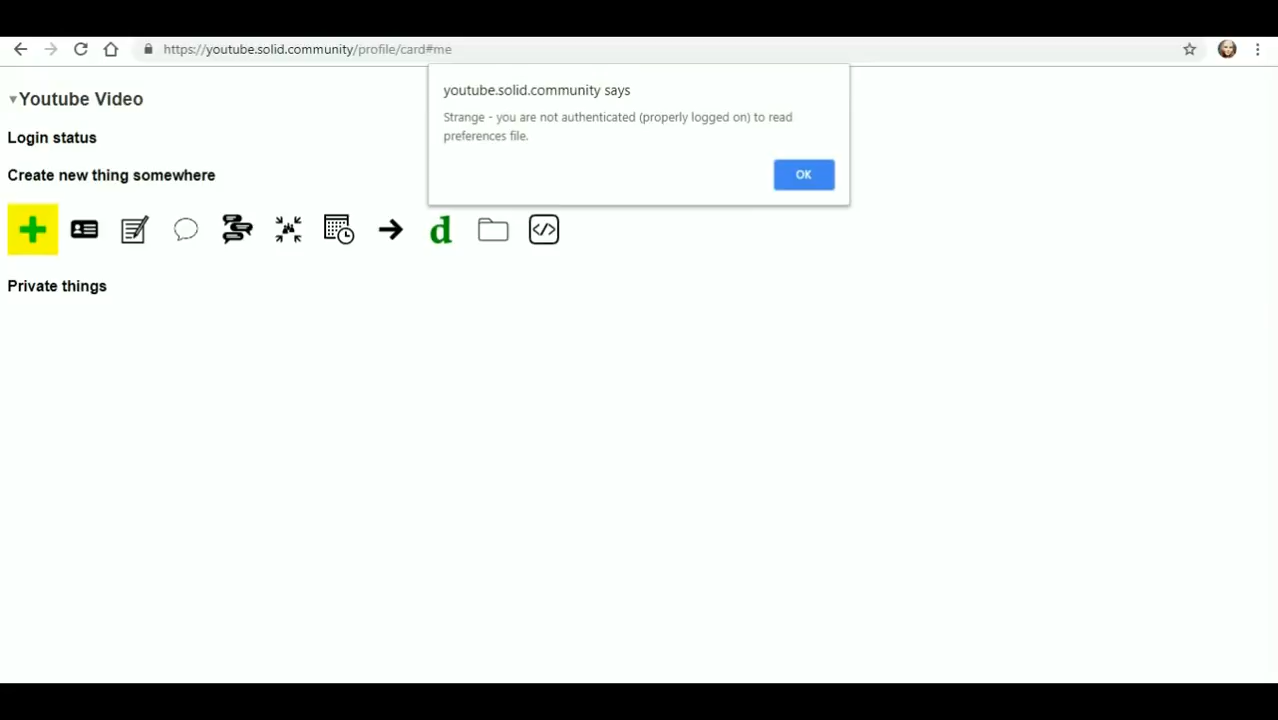 https://youtube.solid.community/profile/card#me
youtube.solid.community says
Strange - you are not authenticated (properly logged on) to read
preferences file.
OK
Youtube Video
Login status
Create new thing somewhere
d
</>
Private things